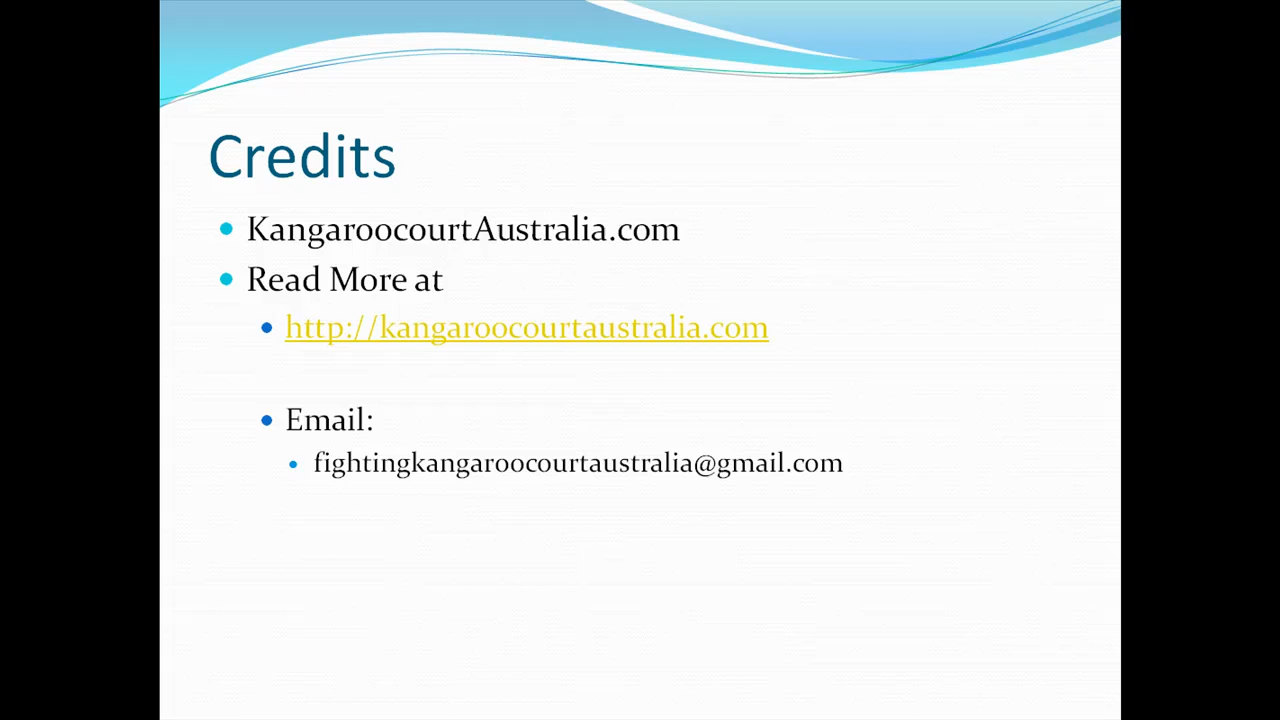 Credits
KangaroocourtAustralia.com
Read More at
http://kangaroocourtaustralia.com
Email:
fightingkangaroocourtaustralia@gmail.com